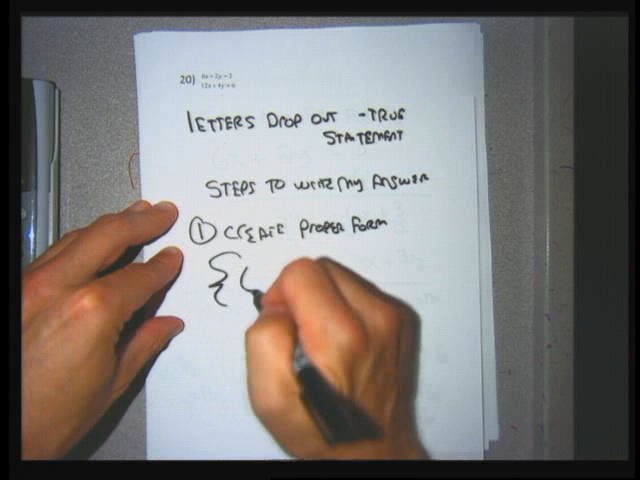 20) 6x + 2y = 3
12x + 4y = 6
LETTERS DROP OUT - TRUE
STATEMENT
STEPS TO WRITE MY ANSWER
① CREATE PROPER FORM
{(